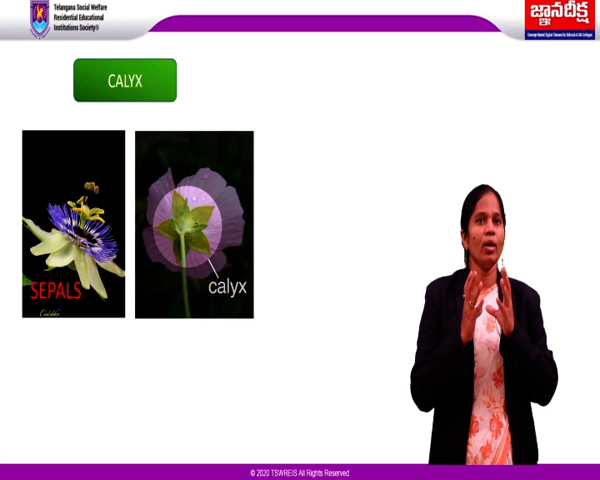 Telangana Social Welfare
Residential Educational
Institutions Society®
జ్ఞానదీక్ష
CALYX
SEPALS
calyx
© 2020 TSWREIS All Rights Reserved